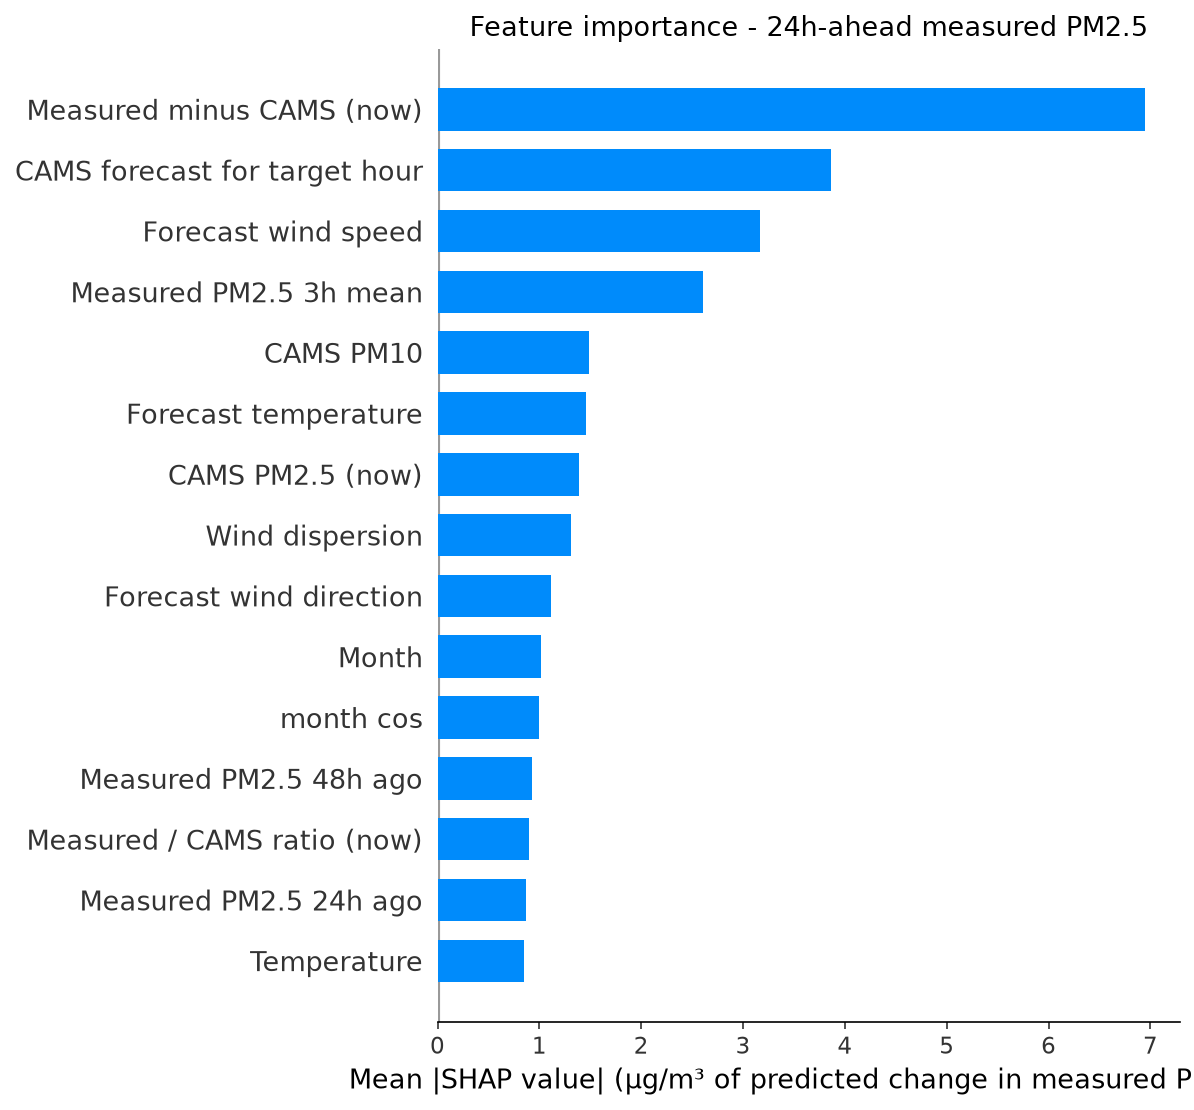 Feature importance - 24h-ahead measured PM2.5
Measured minus CAMS (now)
CAMS forecast for target hour
Forecast wind speed
Measured PM2.5 3h mean
CAMS PM10
Forecast temperature
CAMS PM2.5 (now)
Wind dispersion
Forecast wind direction
Month
month cos
Measured PM2.5 48h ago
Measured / CAMS ratio (now)
Measured PM2.5 24h ago
Temperature
0 1 2 3 4 5 6 7
Mean |SHAP value| (µg/m³ of predicted change in measured P